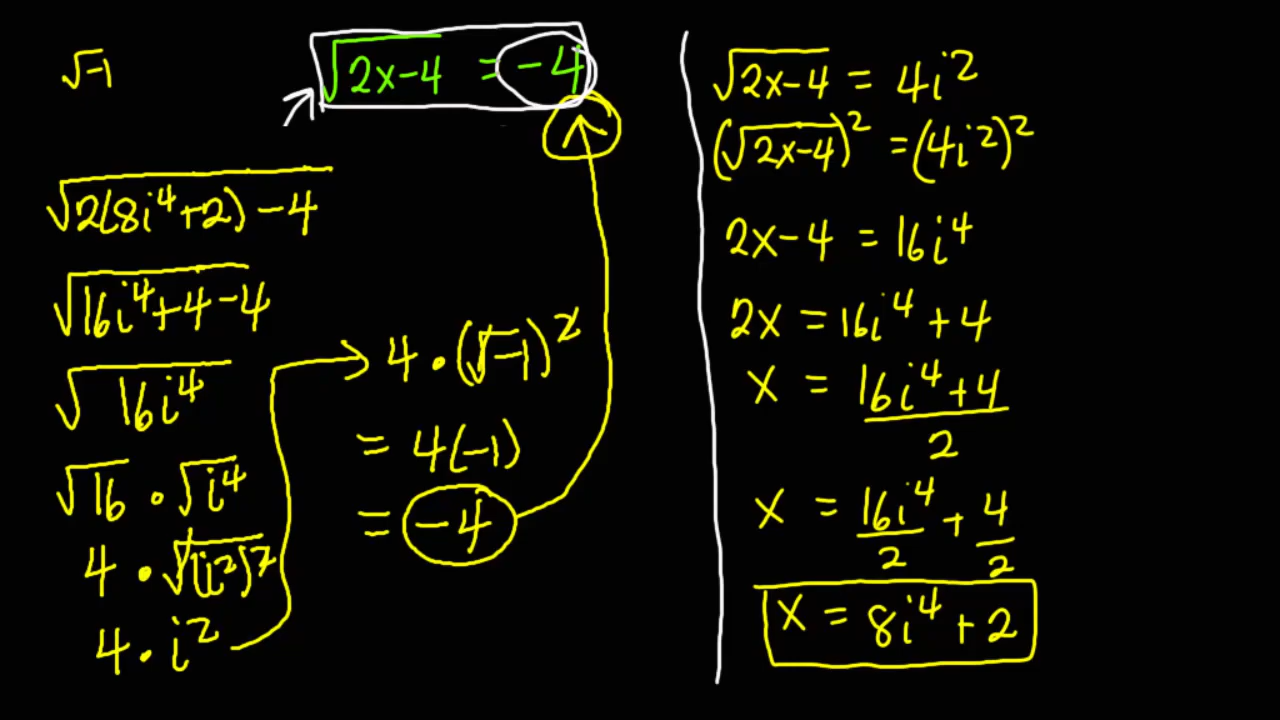 √-1
√2x-4 = -4
√2(8i⁴+2) -4
√16i⁴+4-4
√16i⁴
√16 • √i⁴
4 • √(i²)²
4 • i²
4 • (√-1)²
= 4(-1)
= -4
√2x-4 = 4i²
(√2x-4)² = (4i²)²
2x-4 = 16i⁴
2x = 16i⁴ + 4
x = 16i⁴+4
2
x = 16i⁴ + 4
2 2
x = 8i⁴ + 2